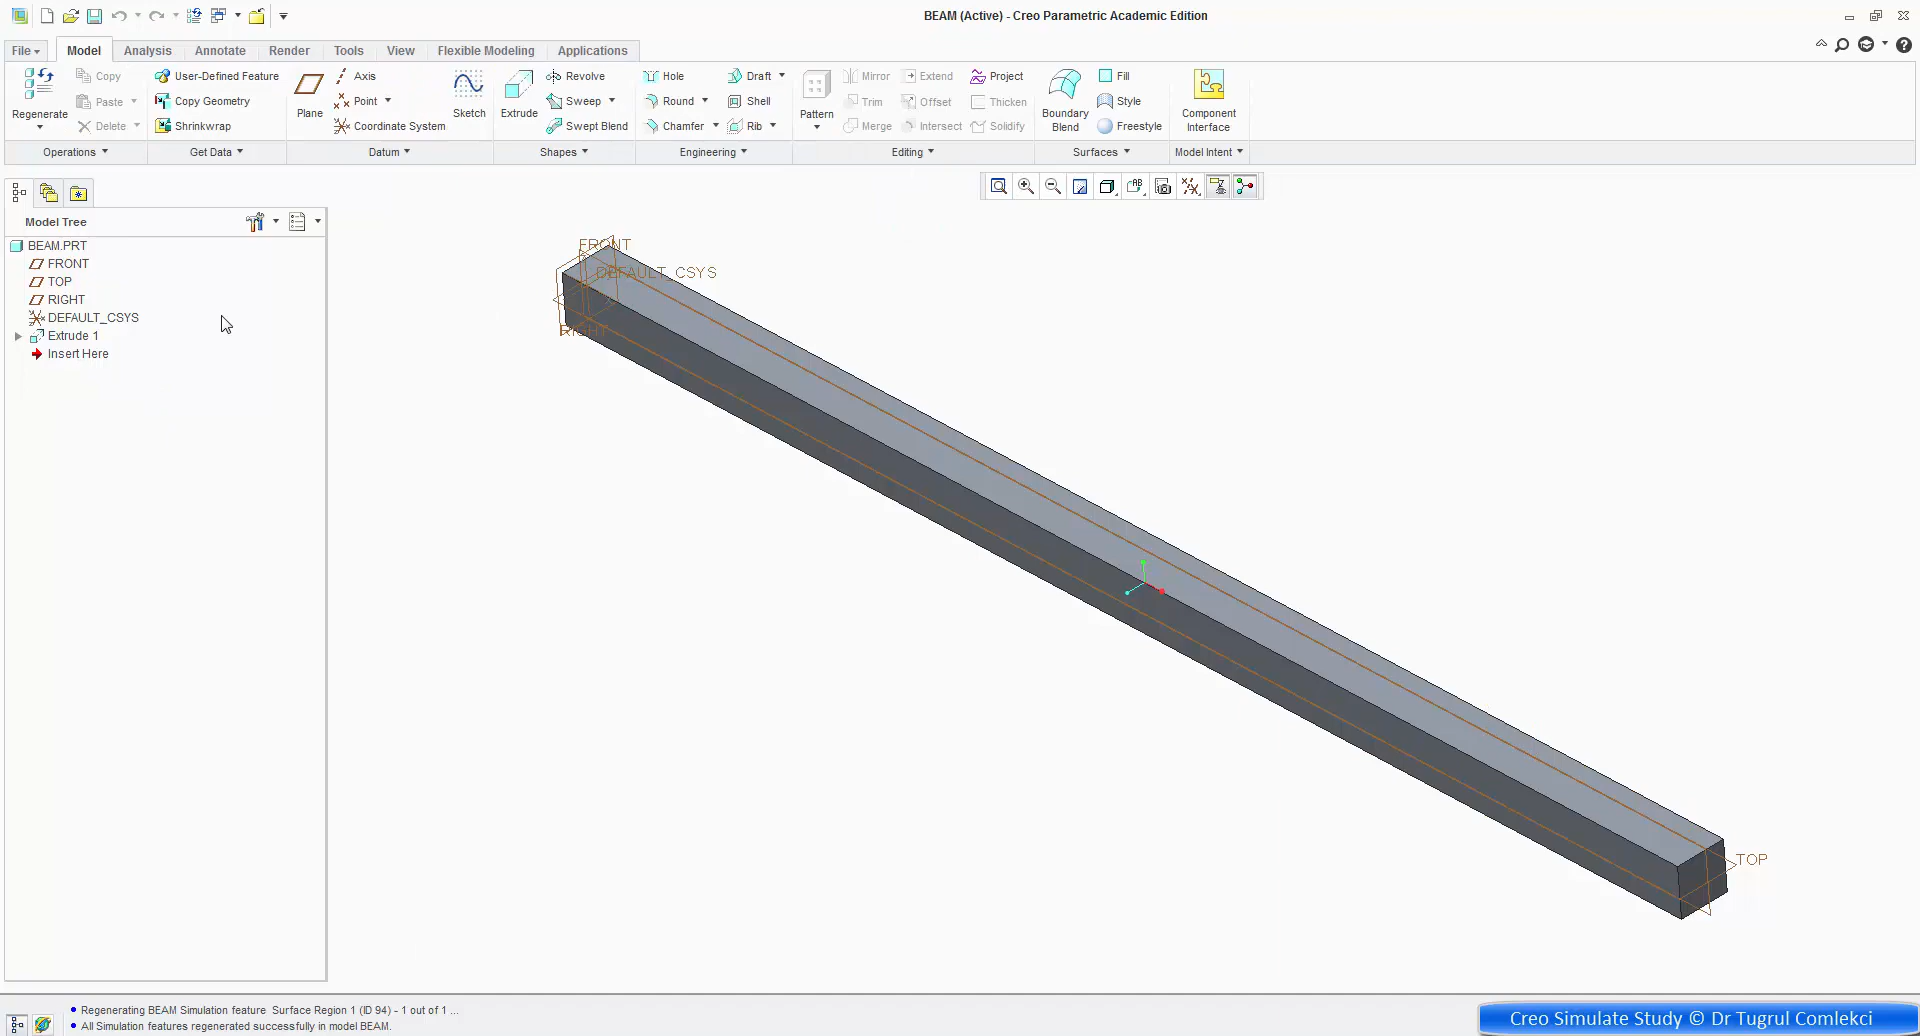 BEAM (Active) - Creo Parametric Academic Edition
File Model Analysis Annotate Render Tools View Flexible Modeling Applications
Regenerate
Copy
Paste
Delete
Operations
User-Defined Feature
Copy Geometry
Shrinkwrap
Get Data
Plane
Axis
Point
Coordinate System
Sketch
Datum
Extrude
Revolve
Sweep
Swept Blend
Shapes
Hole
Round
Chamfer
Draft
Shell
Rib
Engineering
Pattern
Mirror
Trim
Merge
Extend
Offset
Intersect
Project
Thicken
Solidify
Editing
Boundary
Blend
Fill
Style
Freestyle
Surfaces
Component
Interface
Model Intent
Model Tree
BEAM.PRT
FRONT
TOP
RIGHT
DEFAULT_CSYS
Extrude 1
Insert Here
FRONT
DEFAULT_CSYS
RIGHT
TOP
Regenerating BEAM Simulation feature Surface Region 1 (ID 94) - 1 out of 1 ...
All Simulation features regenerated successfully in model BEAM.
Creo Simulate Study © Dr Tugrul Comlekci